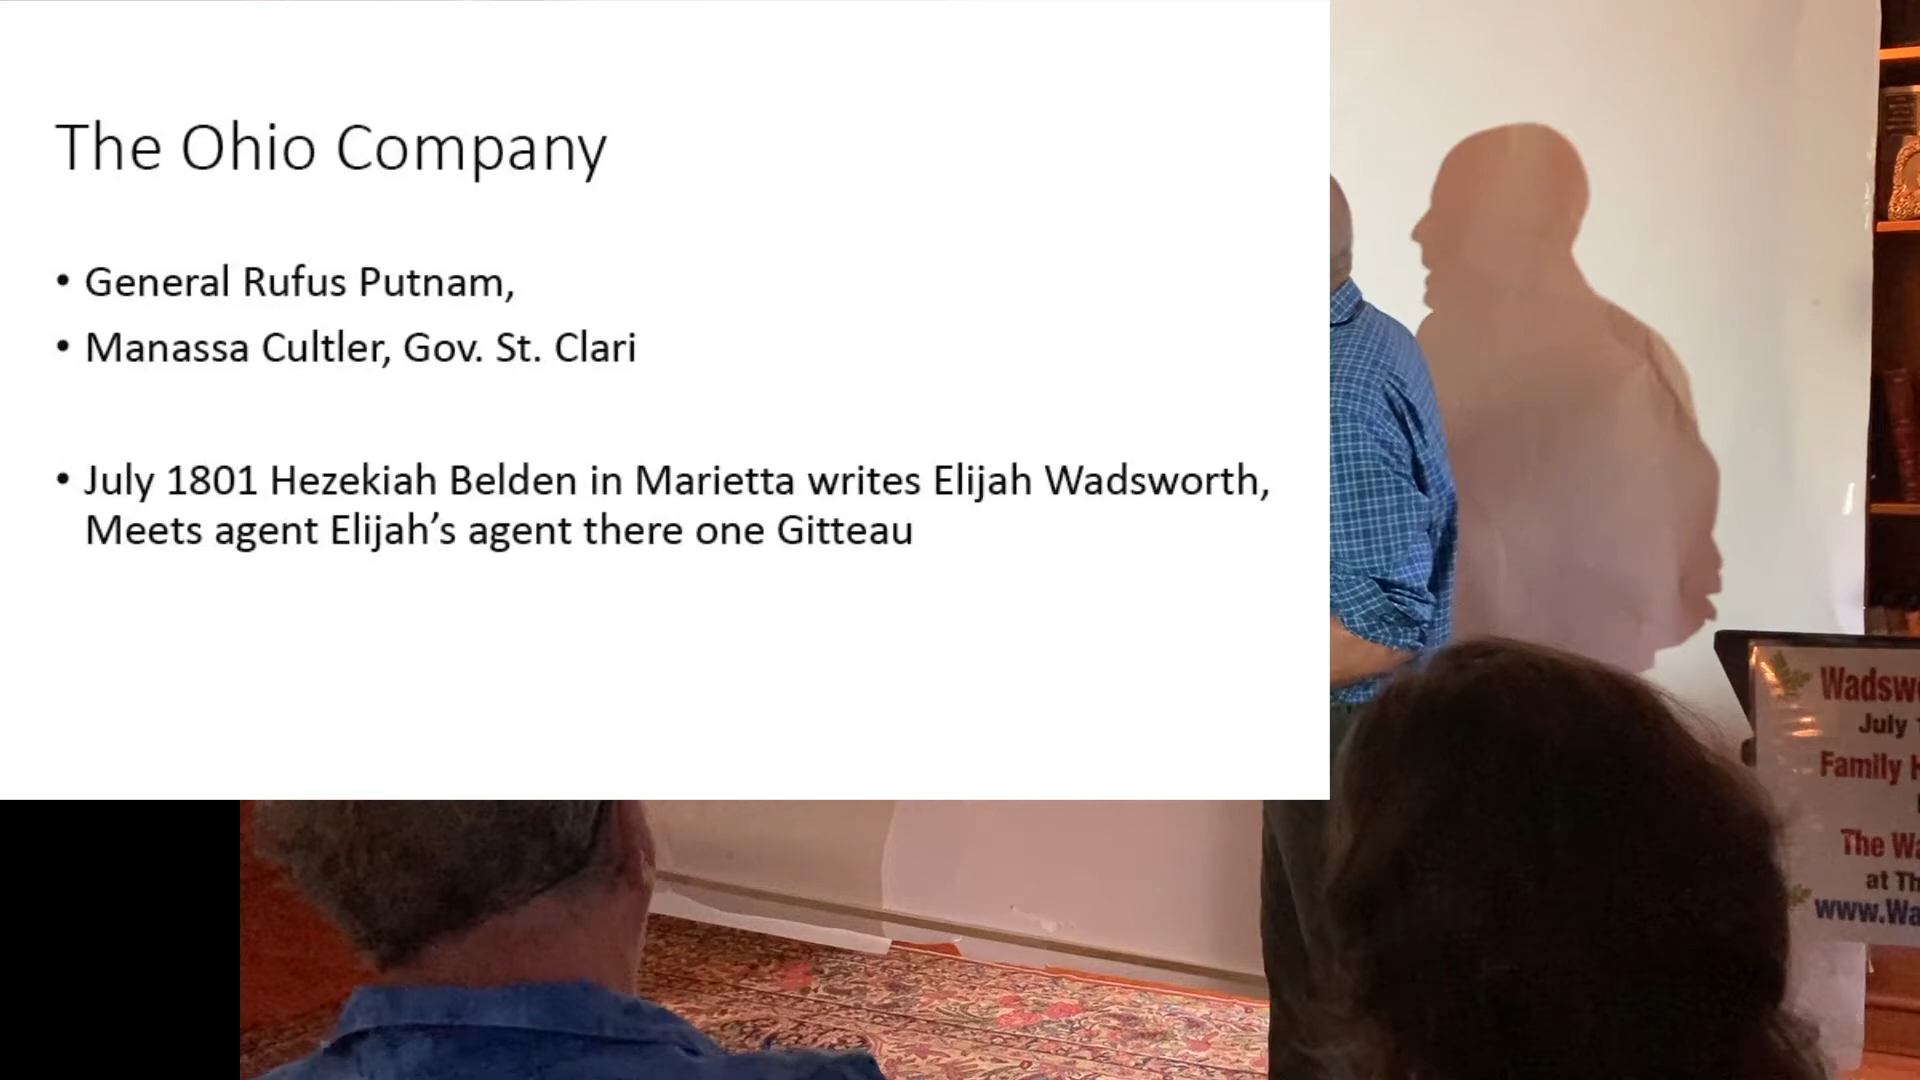 The Ohio Company
• General Rufus Putnam,
• Manassa Cultler, Gov. St. Clari
• July 1801 Hezekiah Belden in Marietta writes Elijah Wadsworth,
Meets agent Elijah’s agent there one Gitteau
July
Family
The
at